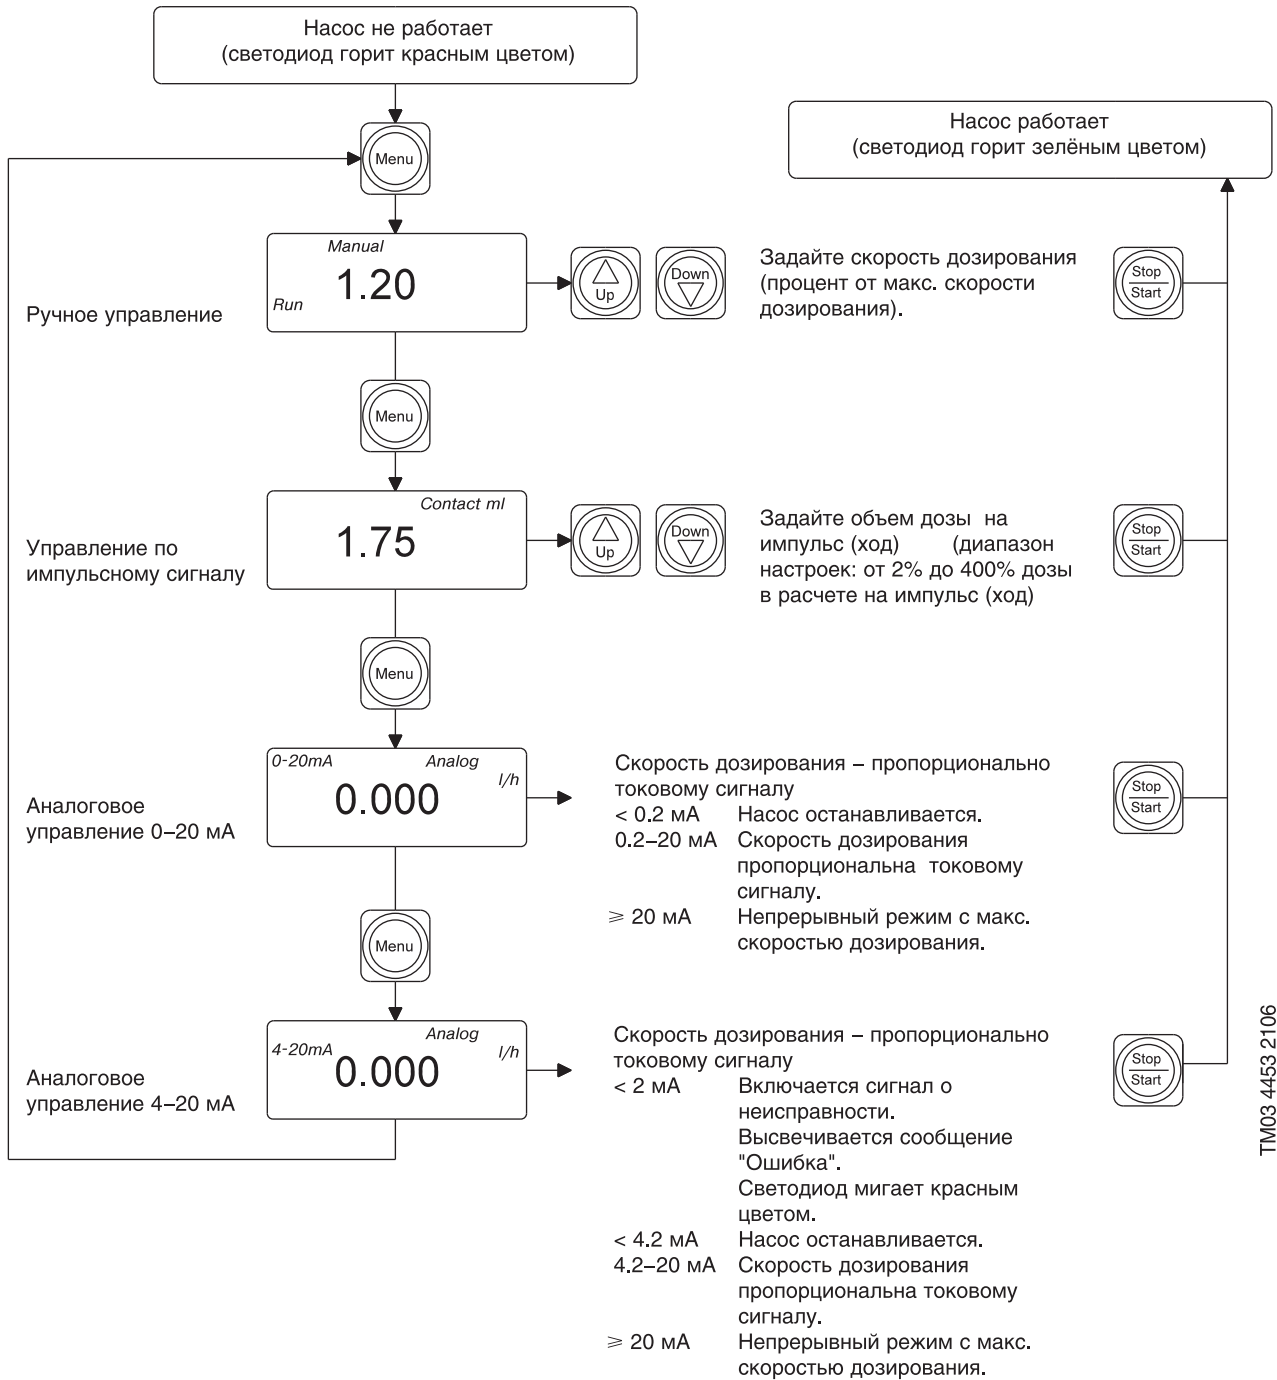 Насос не работает
(светодиод горит красным цветом)
Menu
Насос работает
(светодиод горит зелёным цветом)
Ручное управление
Manual
1.20
Run
Up
Down
Задайте скорость дозирования
(процент от макс. скорости
дозирования).
Stop
Start
Menu
Управление по
импульсному сигналу
Contact ml
1.75
Up
Down
Задайте объем дозы на
импульс (ход) (диапазон
настроек: от 2% до 400% дозы
в расчете на импульс (ход)
Stop
Start
Menu
Аналоговое
управление 0–20 мА
0-20mA Analog
l/h
0.000
Скорость дозирования – пропорционально
токовому сигналу
< 0.2 мА Насос останавливается.
0.2–20 мА Скорость дозирования
пропорциональна токовому
сигналу.
⩾ 20 мА Непрерывный режим с макс.
скоростью дозирования.
Stop
Start
Menu
Аналоговое
управление 4–20 мА
Analog
4-20mA l/h
0.000
Скорость дозирования – пропорционально
токовому сигналу
< 2 мА Включается сигнал о
неисправности.
Высвечивается сообщение
"Ошибка".
Светодиод мигает красным
цветом.
< 4.2 мА Насос останавливается.
4.2–20 мА Скорость дозирования
пропорциональна токовому
сигналу.
⩾ 20 мА Непрерывный режим с макс.
скоростью дозирования.
Stop
Start
TM03 4453 2106